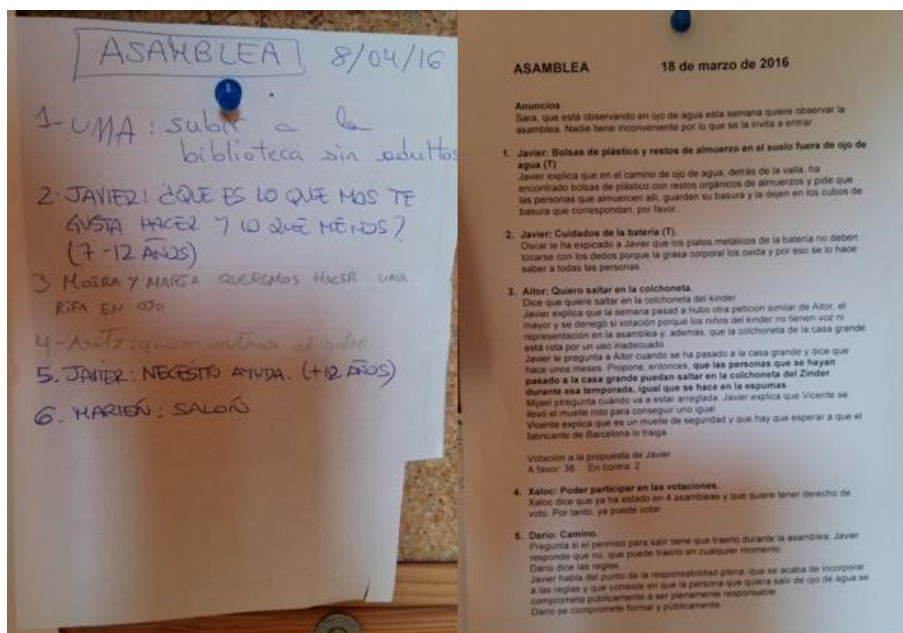 ASAMBLEA 8/04/16
1- UMA: subir a la
biblioteca sin adultos
2. JAVIER: ¿QUE ES LO QUE MOS TE
GUSTA HACER Y LO QUE MENOS?
(7-12 AÑOS)
3 MOIRA Y MARÍA QUEREMOS HACER UNA
RIFA EN OJO
4- quiere entrar al
5. JAVIER: NECESITO AYUDA. (+12 AÑOS)
6. MARIEN: SALON
ASAMBLEA 18 de marzo de 2016
Anuncios
Sara, que está observando en ojo de agua esta semana quiere observar la
asamblea. Nadie tiene inconveniente por lo que se la invita a entrar.
1. Javier: Bolsas de plástico y restos de almuerzo en el suelo fuera de ojo de
agua (T)
Javier explica que en el camino de ojo de agua, detrás de la valla, ha
encontrado bolsas de plástico con restos orgánicos de almuerzos y pide que
las personas que almuercen allí, guarden su basura y la dejen en los cubos de
basura que correspondan, por favor.
2. Javier: Cuidados de la batería (T).
Oscar le ha expicado a Javier que los platos metálicos de la batería no deben
tocarse con los dedos porque la grasa corporal los oxida y por eso se lo hace
saber a todas las personas.
3. Aitor: Quiero saltar en la colchoneta.
Dice que quiere saltar en la colchoneta del kinder.
Javier explica que la semana pasad a hubo otra petición similar de Aitor, el
mayor y se denegó si votación porque los niños del kinder no tienen voz ni
representación en la asamblea y, además, que la colchoneta de la casa grande
está rota por un uso inadecuado.
Javier le pregunta a Aitor cuándo se ha pasado a la casa grande y dice que
hace unos meses. Propone, entonces, que las personas que se hayan
pasado a la casa grande puedan saltar en la colchoneta del Zinder
durante esa temporada, igual que se hace en la espumas.
Mijael ptregunta cuándo va a estar arreglada. Javier explica que Vicente se
llevó el muelle roto para conseguir uno igual.
Vicente explica que es un muelle de seguridad y que hay que esperar a que el
fabricante de Barcelona lo traiga.
Votación a la propuesta de Javier
A favor: 36 En contra: 2
4. Xaloc: Poder participar en las votaciones.
Xaloc dice que ya ha estado en 4 asambleas y que quiere tener derecho de
voto. Por tanto, ya puede votar.
5. Darío: Camino.
Pregunta si el permiso para salir tiene que traerlo durante la asamblea. Javier
responde que no, que puede traerlo en cualquier momento.
Darío dice las reglas.
Javier habla del punto de la responsabilidad plena, que se acaba de incorporar
a las reglas y que consiste en que la persona que quiera salir de ojo de agua se
comprometa públicamente a ser plenamente responsable.
Darío se compromete formal y públicamente.